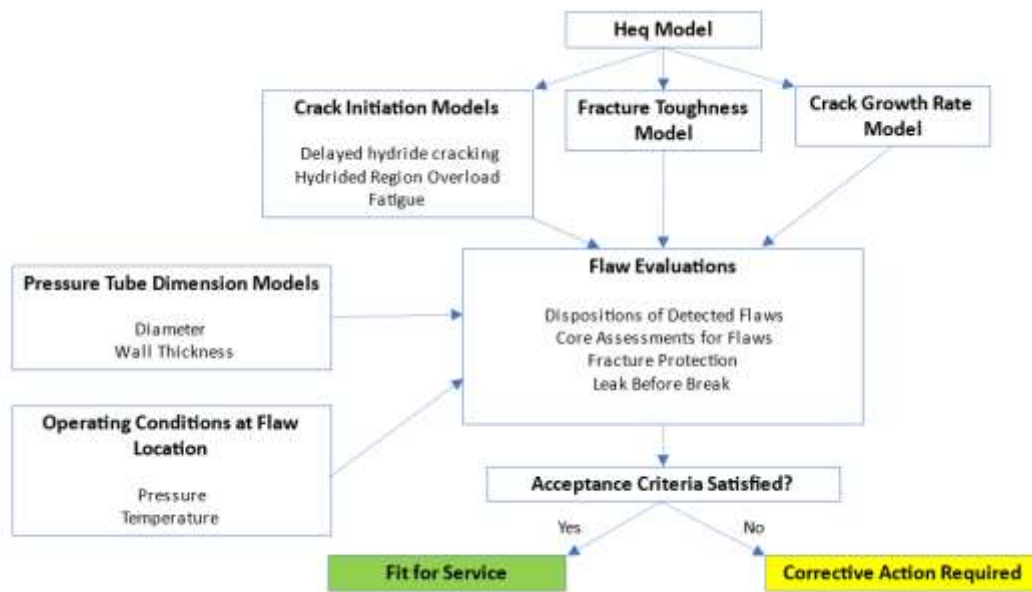 Heq Model
Crack Initiation Models
Delayed hydride cracking
Hydrided Region Overload
Fatigue
Fracture Toughness
Model
Crack Growth Rate
Model
Pressure Tube Dimension Models
Diameter
Wall Thickness
Flaw Evaluations
Dispositions of Detected Flaws
Core Assessments for Flaws
Fracture Protection
Leak Before Break
Operating Conditions at Flaw
Location
Pressure
Temperature
Acceptance Criteria Satisfied?
Yes
No
Fit for Service
Corrective Action Required